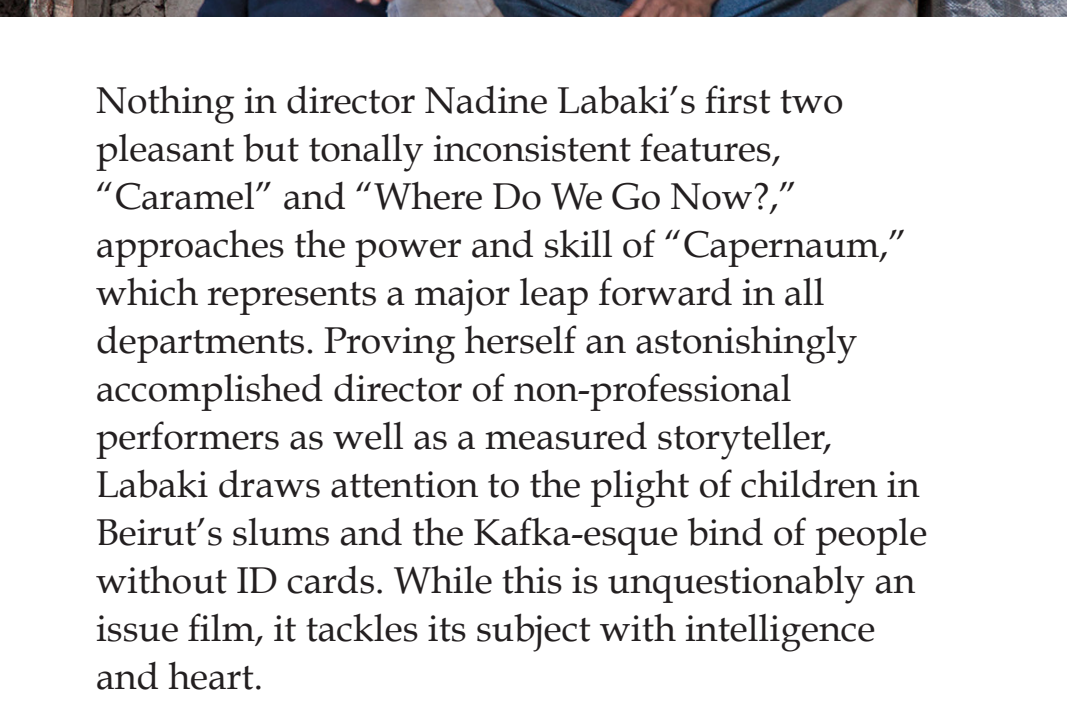 Nothing in director Nadine Labaki’s first two
pleasant but tonally inconsistent features,
“Caramel” and “Where Do We Go Now?,”
approaches the power and skill of “Capernaum,”
which represents a major leap forward in all
departments. Proving herself an astonishingly
accomplished director of non-professional
performers as well as a measured storyteller,
Labaki draws attention to the plight of children in
Beirut’s slums and the Kafka-esque bind of people
without ID cards. While this is unquestionably an
issue film, it tackles its subject with intelligence
and heart.